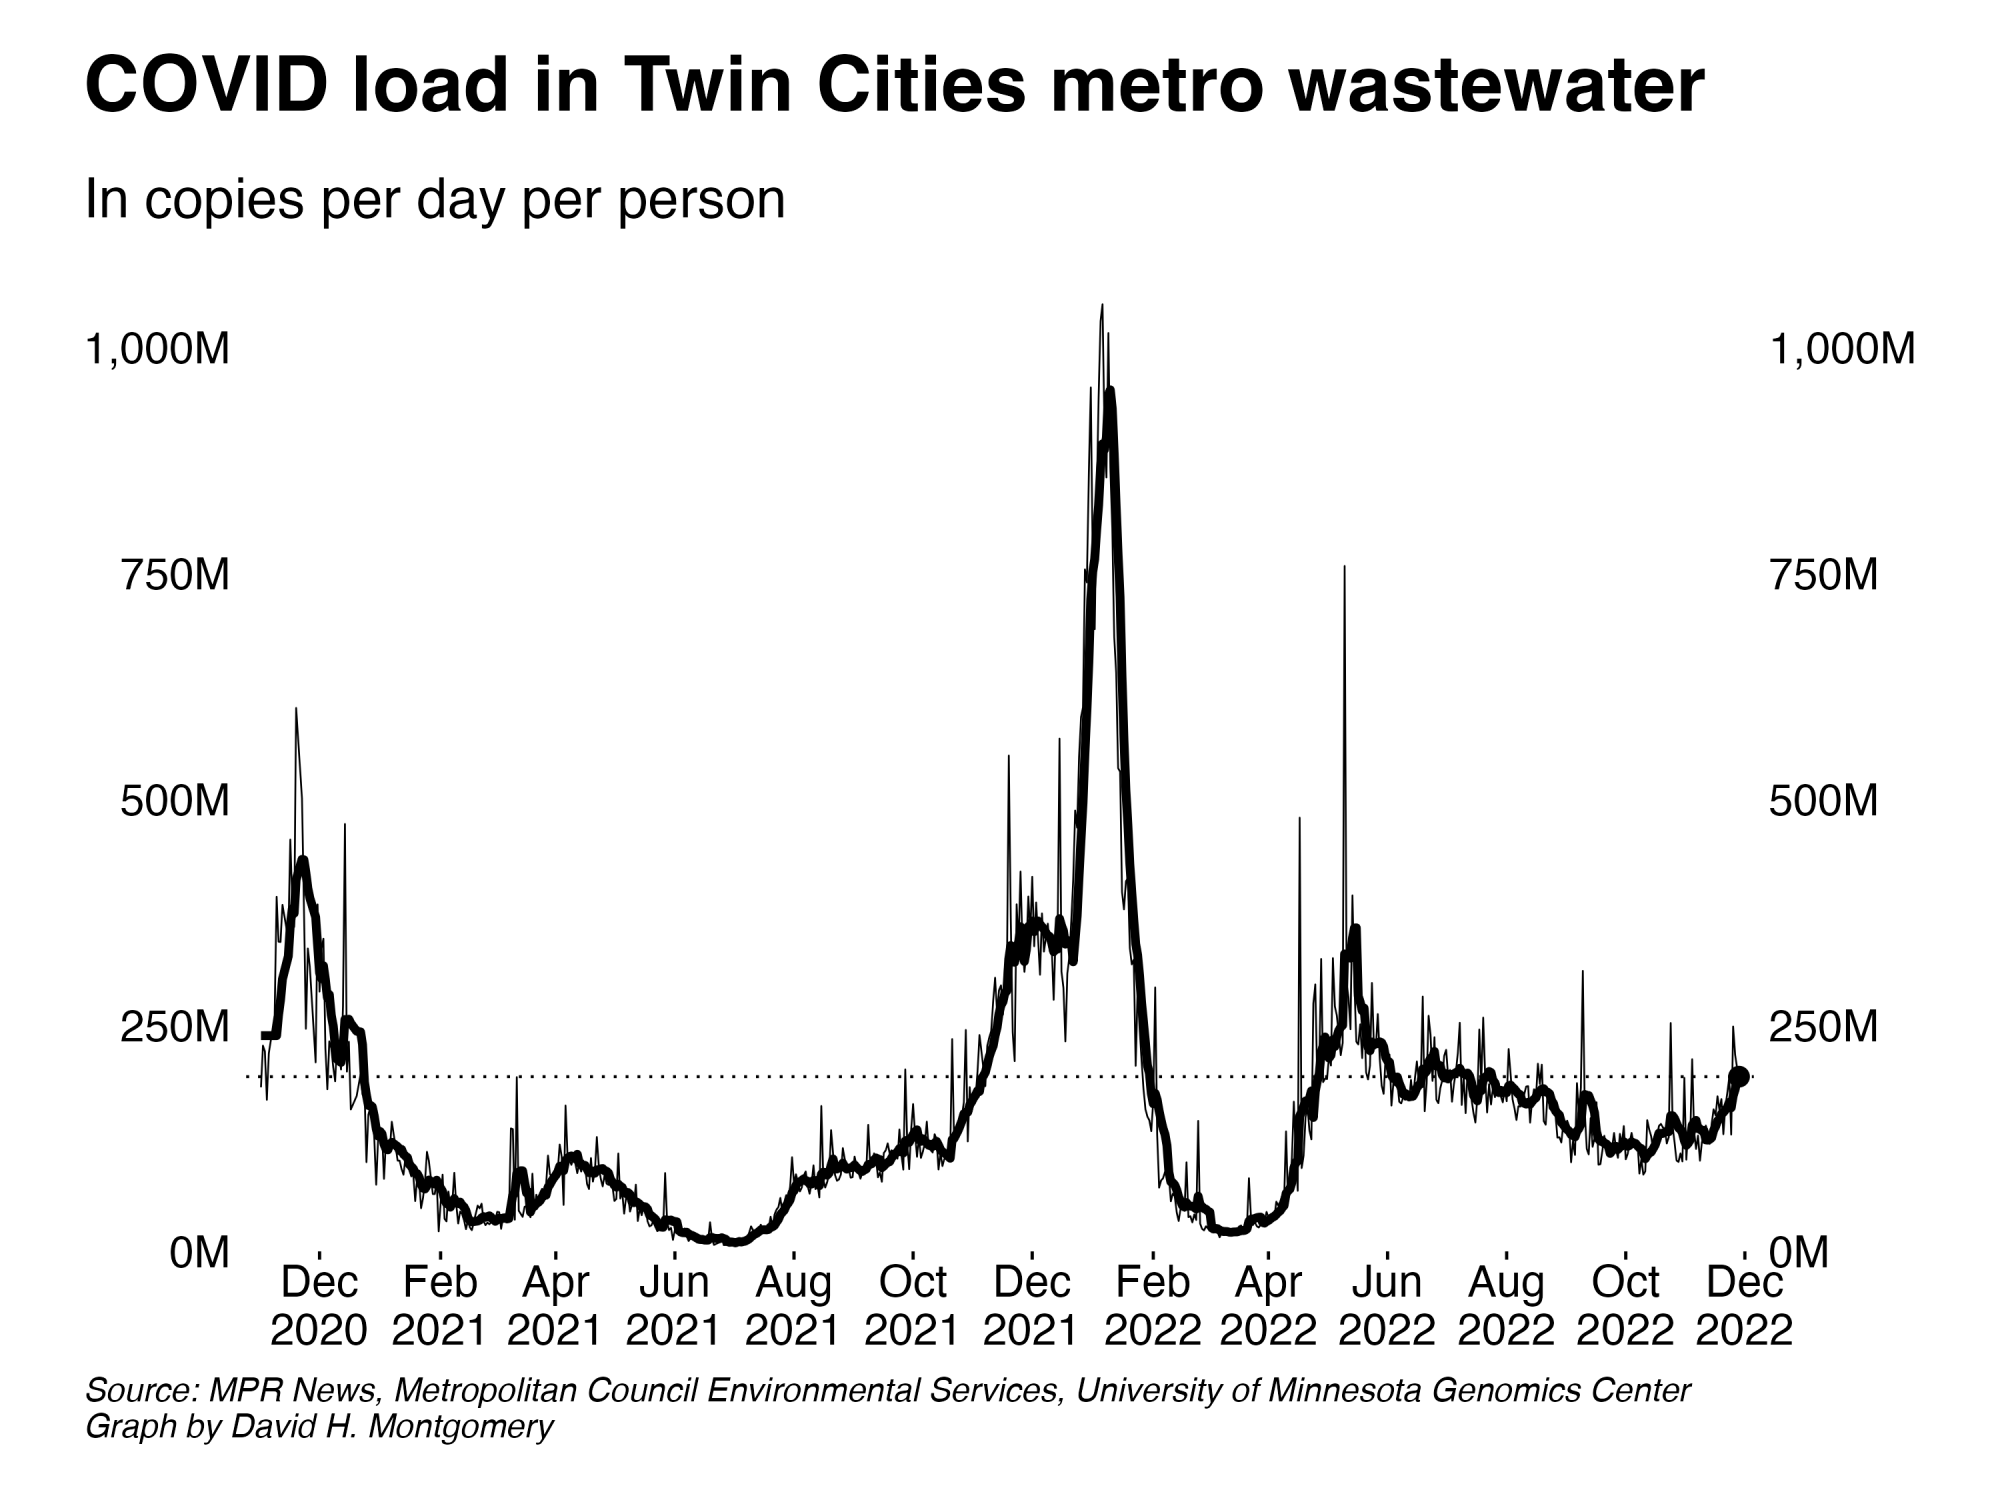 COVID load in Twin Cities metro wastewater
In copies per day per person
1,000M 1,000M
750M 750M
500M 500M
250M 250M
0M 0M
Dec Feb Apr Jun Aug Oct Dec Feb Apr Jun Aug Oct Dec
2020 2021 2021 2021 2021 2021 2021 2022 2022 2022 2022 2022 2022
Source: MPR News, Metropolitan Council Environmental Services, University of Minnesota Genomics Center
Graph by David H. Montgomery